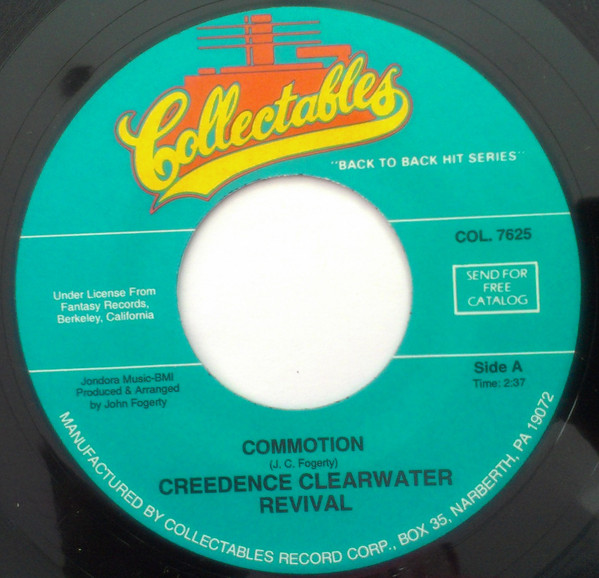 Collectables
"BACK TO BACK HIT SERIES"
COL. 7625
Under License From
Fantasy Records,
Berkeley, California
SEND FOR
FREE
CATALOG
Jondora Music-BMI
Produced & Arranged
by John Fogerty
Side A
Time: 2:37
COMMOTION
(J. C. Fogerty)
CREEDENCE CLEARWATER
REVIVAL
MANUFACTURED BY COLLECTABLES RECORD CORP., BOX 35, NARBERTH, PA 19072